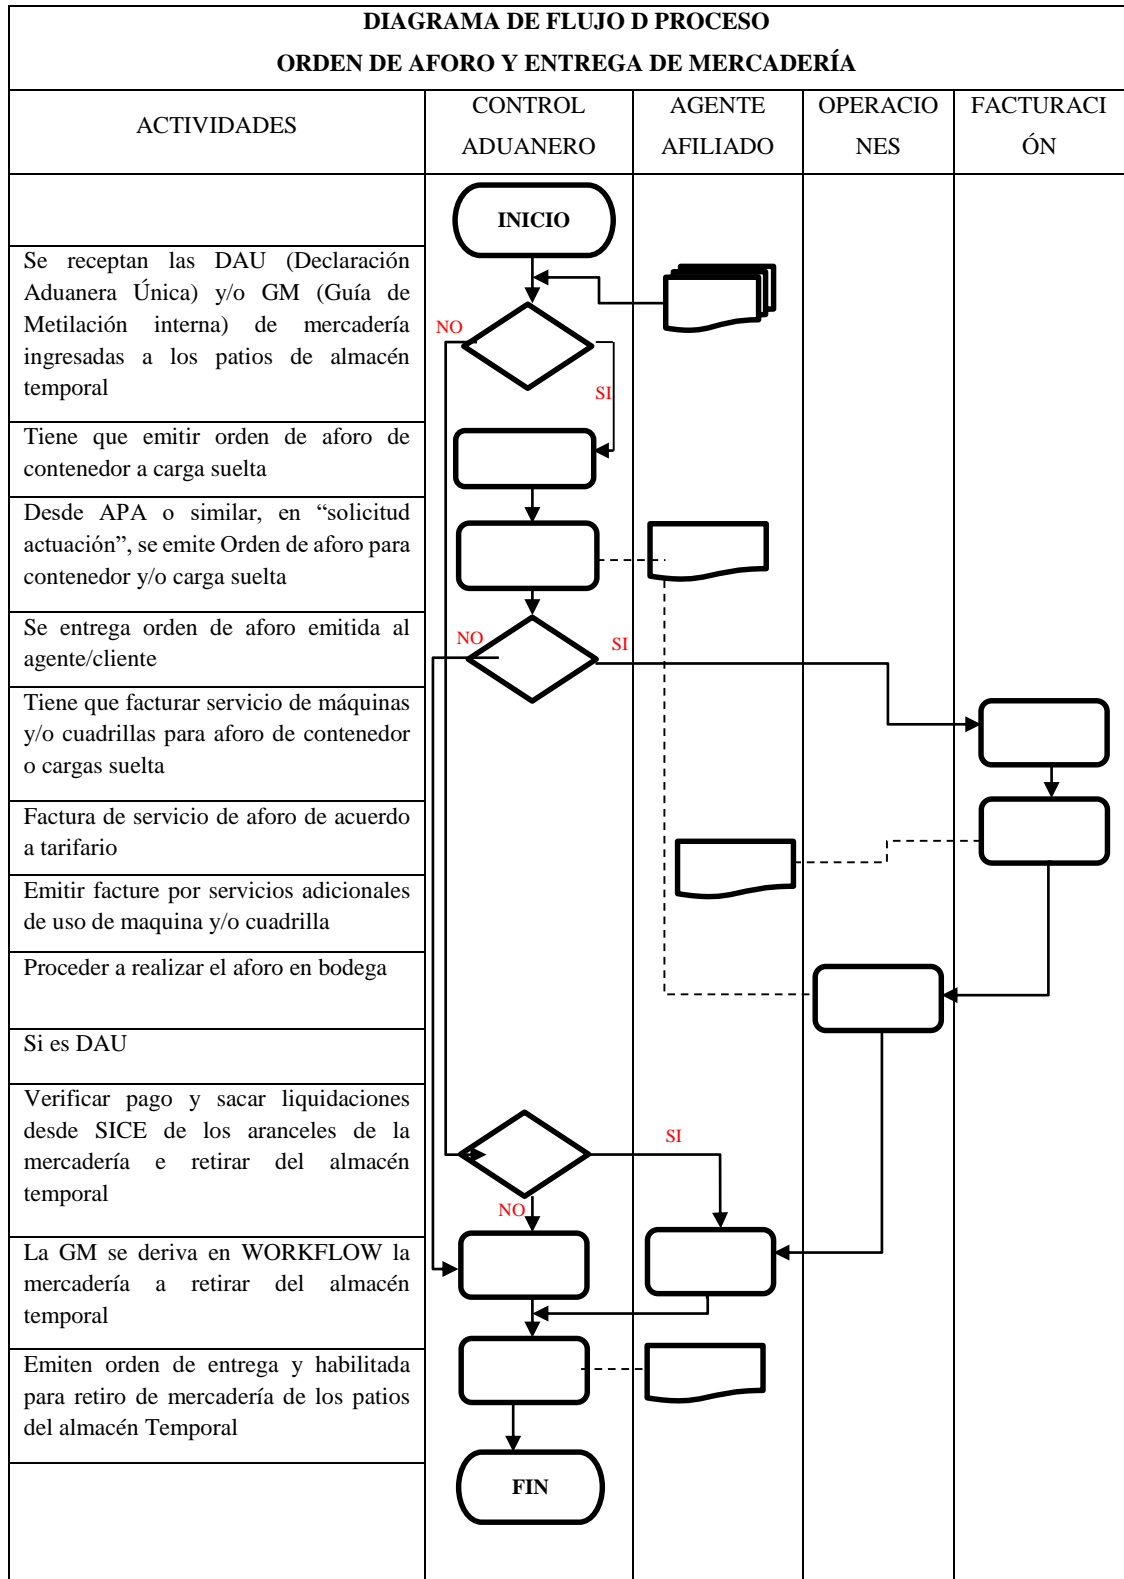 DIAGRAMA DE FLUJO D PROCESO
ORDEN DE AFORO Y ENTREGA DE MERCADERÍA
ACTIVIDADES
CONTROL
ADUANERO
AGENTE
AFILIADO
OPERACIO
NES
FACTURACI
ÓN
INICIO
Se receptan las DAU (Declaración
Aduanera Única) y/o GM (Guía de
Metilación interna) de mercadería
ingresadas a los patios de almacén
temporal
NO
SI
Tiene que emitir orden de aforo de
contenedor a carga suelta
Desde APA o similar, en “solicitud
actuación”, se emite Orden de aforo para
contenedor y/o carga suelta
Se entrega orden de aforo emitida al
agente/cliente
NO
SI
Tiene que facturar servicio de máquinas
y/o cuadrillas para aforo de contenedor
o cargas suelta
Factura de servicio de aforo de acuerdo
a tarifario
Emitir facture por servicios adicionales
de uso de maquina y/o cuadrilla
Proceder a realizar el aforo en bodega
Si es DAU
Verificar pago y sacar liquidaciones
desde SICE de los aranceles de la
mercadería e retirar del almacén
temporal
SI
NO
La GM se deriva en WORKFLOW la
mercadería a retirar del almacén
temporal
Emiten orden de entrega y habilitada
para retiro de mercadería de los patios
del almacén Temporal
FIN